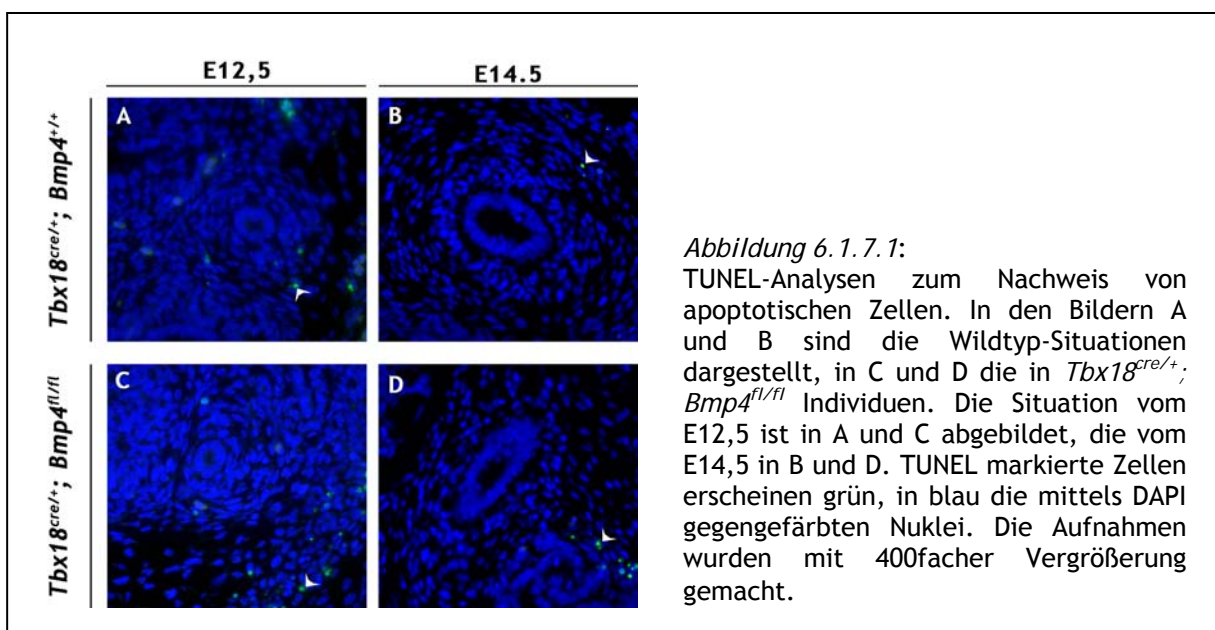 E12,5
E14.5
Tbx18cre/+; Bmp4+/+
A
B
Tbx18cre/+; Bmp4fl/fl
C
D
Abbildung 6.1.7.1:
TUNEL-Analysen zum Nachweis von
apoptotischen Zellen. In den Bildern A
und B sind die Wildtyp-Situationen
dargestellt, in C und D die in Tbx18cre/+;
Bmp4fl/fl Individuen. Die Situation vom
E12,5 ist in A und C abgebildet, die vom
E14,5 in B und D. TUNEL markierte Zellen
erscheinen grün, in blau die mittels DAPI
gegengefärbten Nuklei. Die Aufnahmen
wurden mit 400facher Vergrößerung
gemacht.